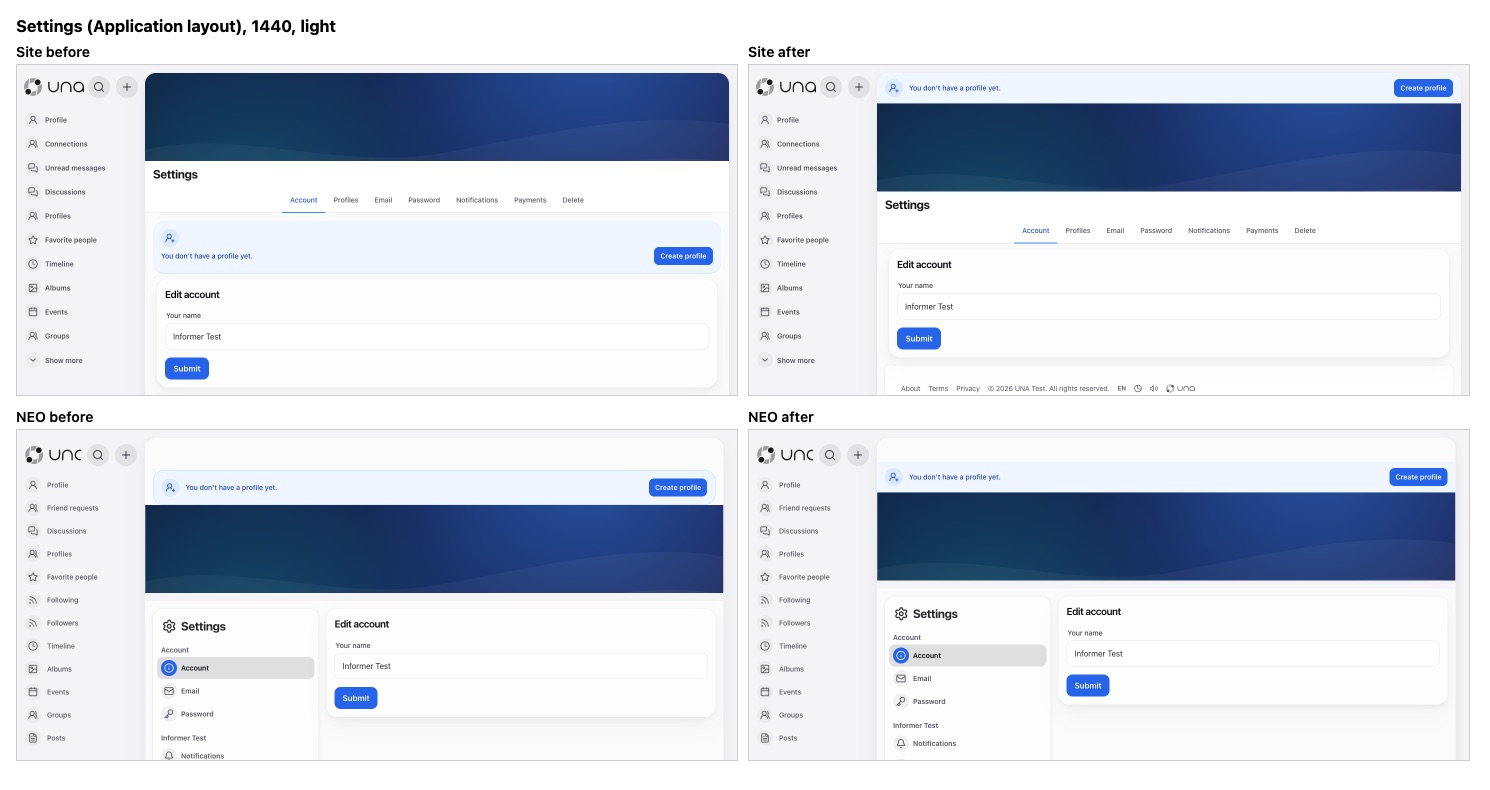 Settings (Application layout), 1440, light
Site before
una
Profile
Connections
Unread messages
Discussions
Profiles
Favorite people
Timeline
Albums
Events
Groups
Show more
Settings
Account Profiles Email Password Notifications Payments Delete
You don't have a profile yet.
Create profile
Edit account
Your name
Informer Test
Submit
Site after
una
Profile
Connections
Unread messages
Discussions
Profiles
Favorite people
Timeline
Albums
Events
Groups
Show more
You don't have a profile yet.
Create profile
Settings
Account Profiles Email Password Notifications Payments Delete
Edit account
Your name
Informer Test
Submit
About Terms Privacy © 2026 UNA Test. All rights reserved. EN una
NEO before
unc
Profile
Friend requests
Discussions
Profiles
Favorite people
Following
Followers
Timeline
Albums
Events
Groups
Posts
You don't have a profile yet.
Create profile
Settings
Account
Account
Email
Password
Informer Test
Notifications
Edit account
Your name
Informer Test
Submit
NEO after
unc
Profile
Friend requests
Discussions
Profiles
Favorite people
Following
Followers
Timeline
Albums
Events
Groups
Posts
You don't have a profile yet.
Create profile
Settings
Account
Account
Email
Password
Informer Test
Notifications
Edit account
Your name
Informer Test
Submit